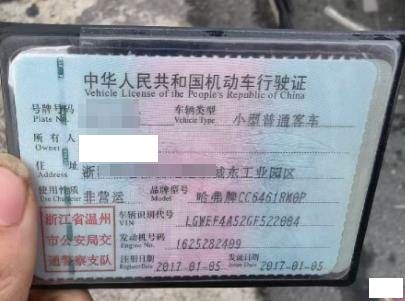 中华人民共和国机动车行驶证
Vehicle License of the People's Republic of China
号牌号码 车辆类型 小型普通客车
Plate No. Vehicle Type
所有人
Owner
住址 浙 工业园区
Address
使用性质 非营运 品牌型号 哈弗牌CC6461RM0P
Use Character Model
浙江省温州 车辆识别代号 LGWEF4A52GF522084
VIN
市公安局交 发动机号码 1625282409
Engine No.
通警察支队 注册日期 2017-01-05 发证日期 2017-01-05
Register Date Issue Date